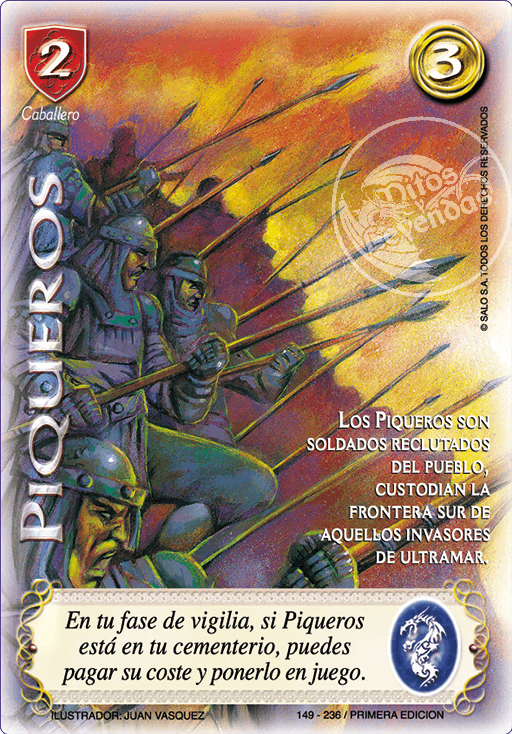 2
3
Caballero
PIQUEROS
Mitos
y Leyendas
© SALO S.A. TODOS LOS DERECHOS RESERVADOS
LOS PIQUEROS SON
SOLDADOS RECLUTADOS
DEL PUEBLO,
CUSTODIAN LA
FRONTERA SUR DE
AQUELLOS INVASORES
DE ULTRAMAR.
En tu fase de vigilia, si Piqueros
está en tu cementerio, puedes
pagar su coste y ponerlo en juego.
ILUSTRADOR: JUAN VASQUEZ
149 - 236 / PRIMERA EDICION